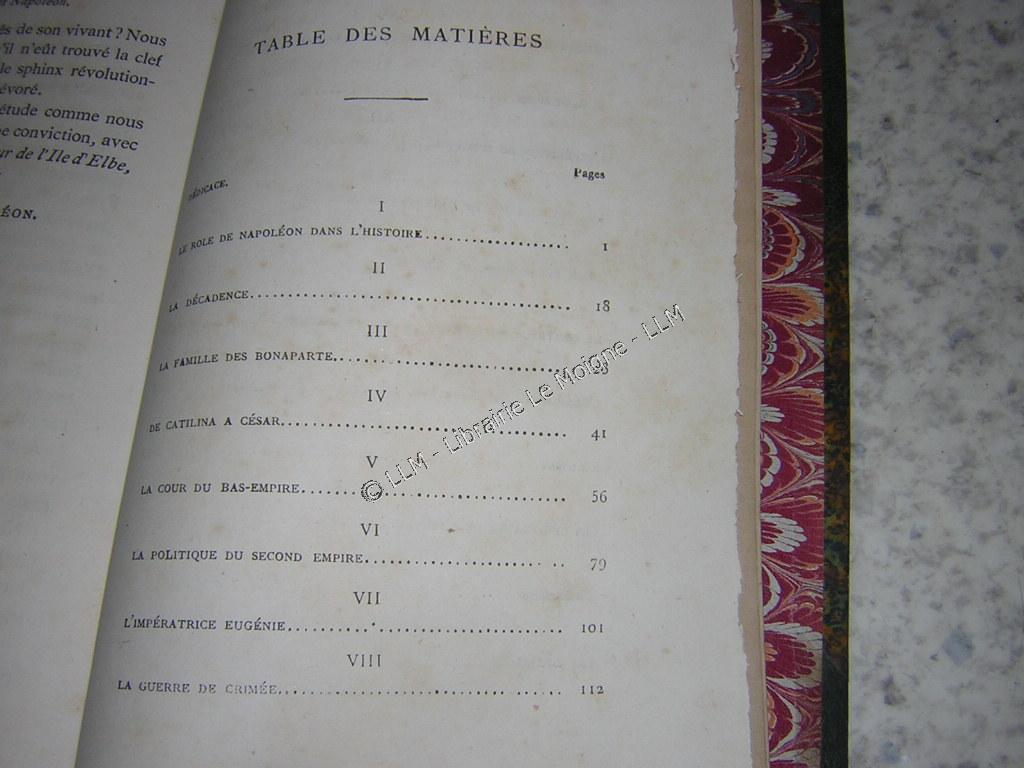 Napoléon.
és de son vivant ? Nous
'il n'eût trouvé la clef
le sphinx révolution-
évoré.
étude comme nous
e conviction, avec
ur de l'Ile d'Elbe,
ÉON.
TABLE DES MATIÈRES
Pages
DÉDICACE.
I
LE ROLE DE NAPOLÉON DANS L'HISTOIRE 1
II
LA DÉCADENCE 18
III
LA FAMILLE DES BONAPARTE
IV
DE CATILINA A CÉSAR 41
V
LA COUR DU BAS-EMPIRE 56
VI
LA POLITIQUE DU SECOND EMPIRE 79
VII
L'IMPÉRATRICE EUGÉNIE 101
VIII
LA GUERRE DE CRIMÉE 112
© LLM - Librairie Le Moigne - LLM